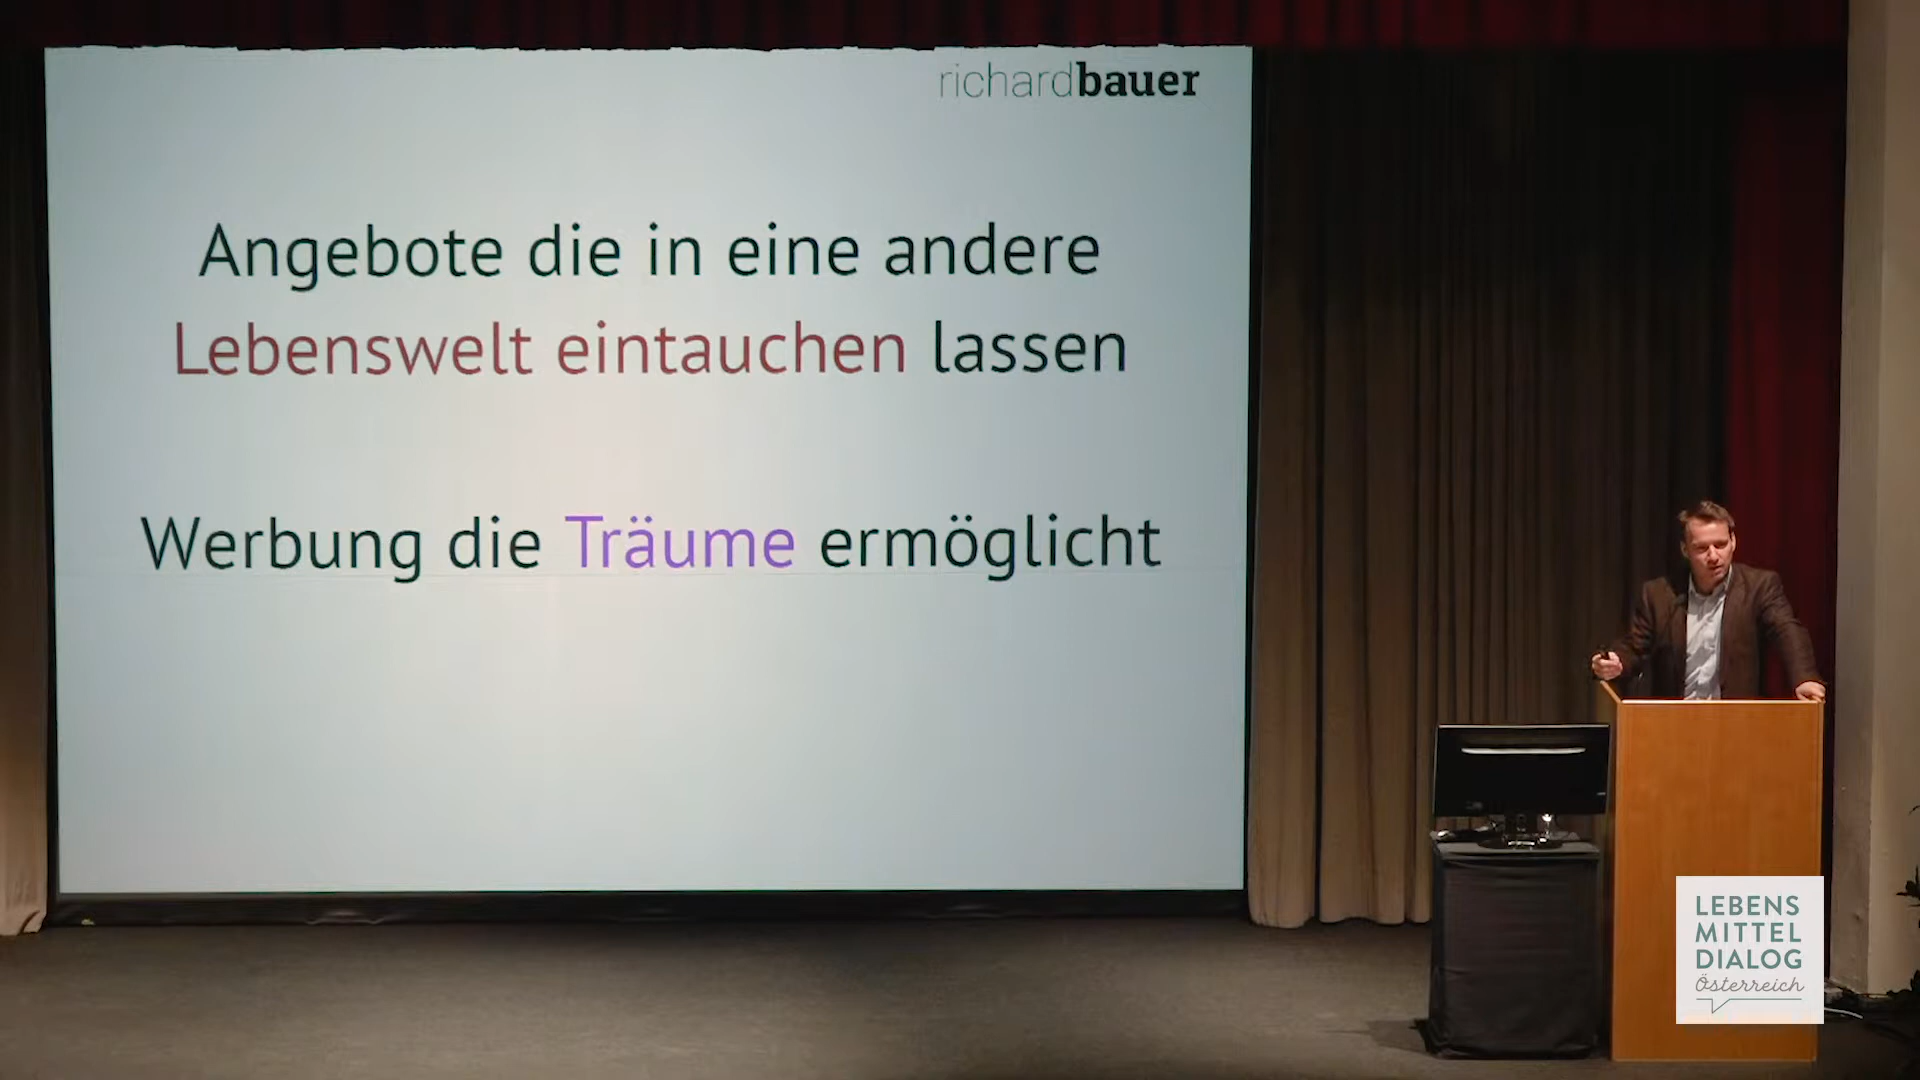 richardbauer
Angebote die in eine andere
Lebenswelt eintauchen lassen
Werbung die Träume ermöglicht
LEBENS
MITTEL
DIALOG
Österreich